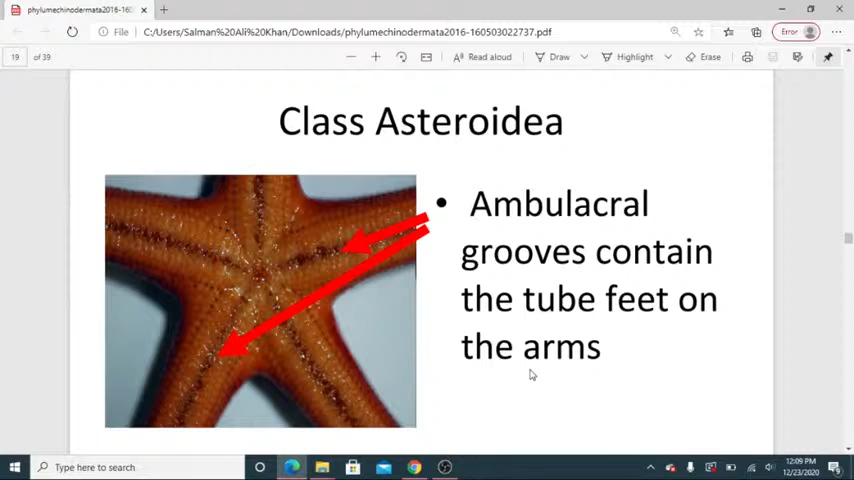 phylumechinodermata2016-160
File
C:/Users/Salman%20Ali%20Khan/Downloads/phylumechinodermata2016-160503022737.pdf
Error
19 of 39
Read aloud
Draw
Highlight
Erase
Class Asteroidea
• Ambulacral
grooves contain
the tube feet on
the arms
Type here to search
12:09 PM
12/23/2020